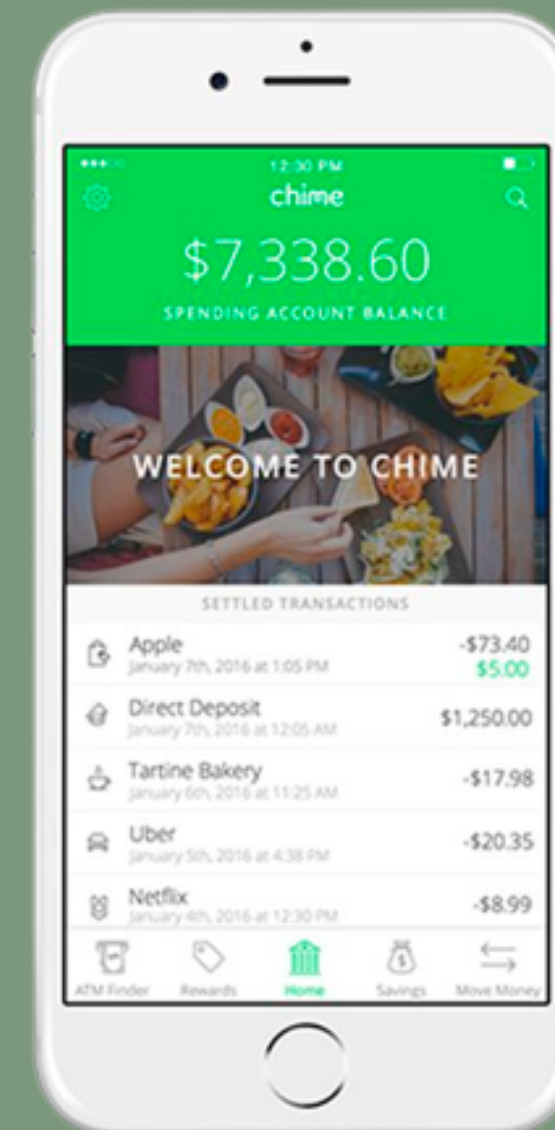 12:30 PM
chime
$7,338.60
SPENDING ACCOUNT BALANCE
WELCOME TO CHIME
SETTLED TRANSACTIONS
Apple -$73.40
January 7th, 2016 at 1:05 PM $5.00
Direct Deposit $1,250.00
January 7th, 2016 at 12:05 AM
Tartine Bakery -$17.98
January 6th, 2016 at 11:25 AM
Uber -$20.35
January 5th, 2016 at 4:38 PM
Netflix -$8.99
January 4th, 2016 at 12:30 PM
ATM Finder Rewards Home Savings Move Money